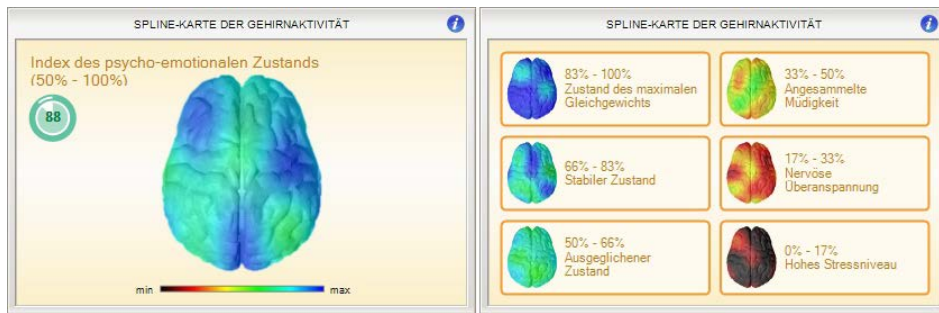 SPLINE-KARTE DER GEHIRNAKTIVITÄT
Index des psycho-emotionalen Zustands
(50% - 100%)
88
min
max
SPLINE-KARTE DER GEHIRNAKTIVITÄT
83% - 100%
Zustand des maximalen
Gleichgewichts
33% - 50%
Angesammelte
Müdigkeit
66% - 83%
Stabiler Zustand
17% - 33%
Nervöse
Überanspannung
50% - 66%
Ausgeglichener
Zustand
0% - 17%
Hohes Stressniveau